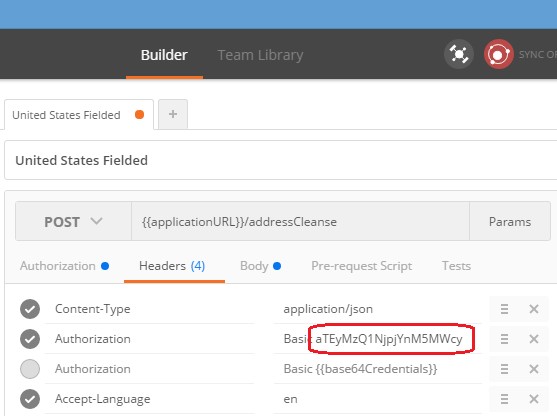 Builder Team Library SYNC OF
United States Fielded +
United States Fielded
POST {{applicationURL}}/addressCleanse Params
Authorization Headers (4) Body Pre-request Script Tests
Content-Type application/json
Authorization Basic aTEyMzQ1NjpjYnM5MWcy
Authorization Basic {{base64Credentials}}
Accept-Language en